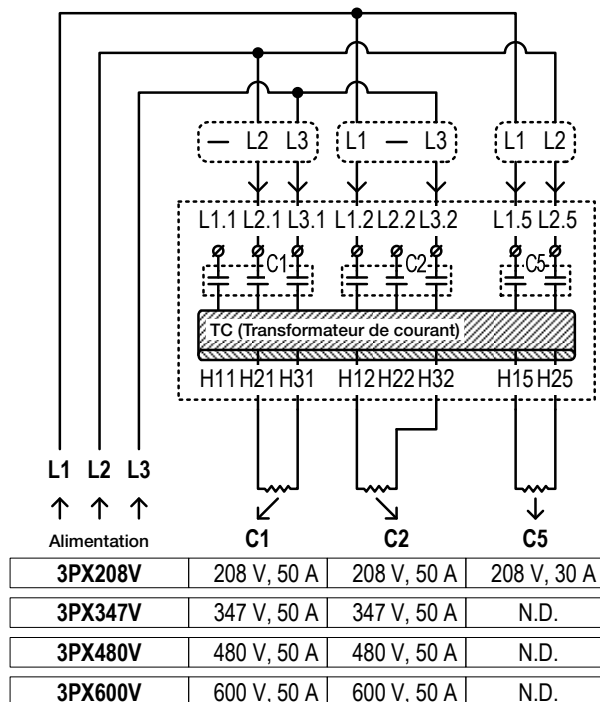 — L2 L3 L1 — L3 L1 L2
L1.1 L2.1 L3.1 L1.2 L2.2 L3.2 L1.5 L2.5
C1 C2 C5
TC (Transformateur de courant)
H11 H21 H31 H12 H22 H32 H15 H25
L1 L2 L3
Alimentation C1 C2 C5
3PX208V 208 V, 50 A 208 V, 50 A 208 V, 30 A
3PX347V 347 V, 50 A 347 V, 50 A N.D.
3PX480V 480 V, 50 A 480 V, 50 A N.D.
3PX600V 600 V, 50 A 600 V, 50 A N.D.